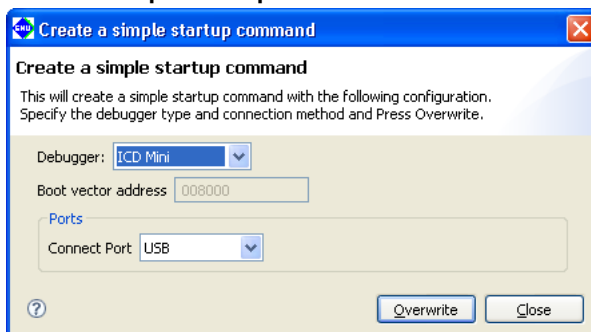 GNU
Create a simple startup command
Create a simple startup command
This will create a simple startup command with the following configuration.
Specify the debugger type and connection method and Press Overwrite.
Debugger: ICD Mini
Boot vector address 008000
Ports
Connect Port USB
?
Overwrite Close